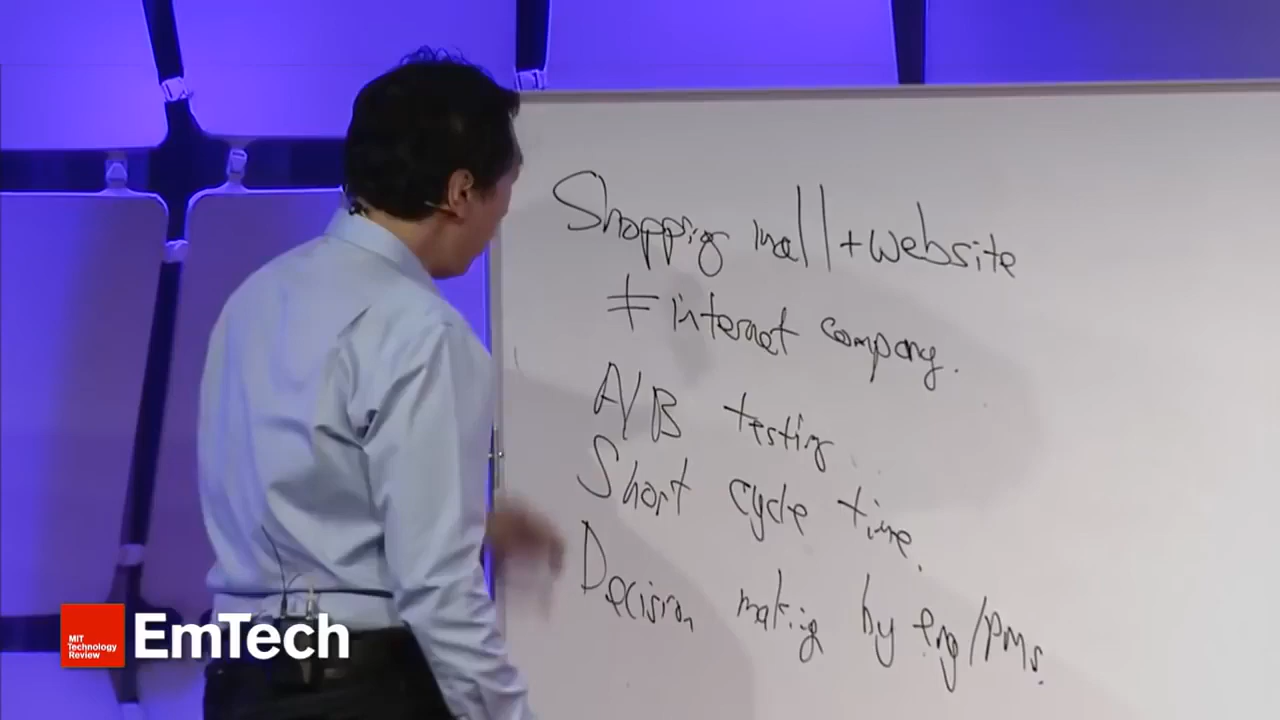 Shopping mall + website
≠ internet company.
A/B testing
Short cycle time.
Decision making by eng/PMs.
MIT
Technology
Review
EmTech